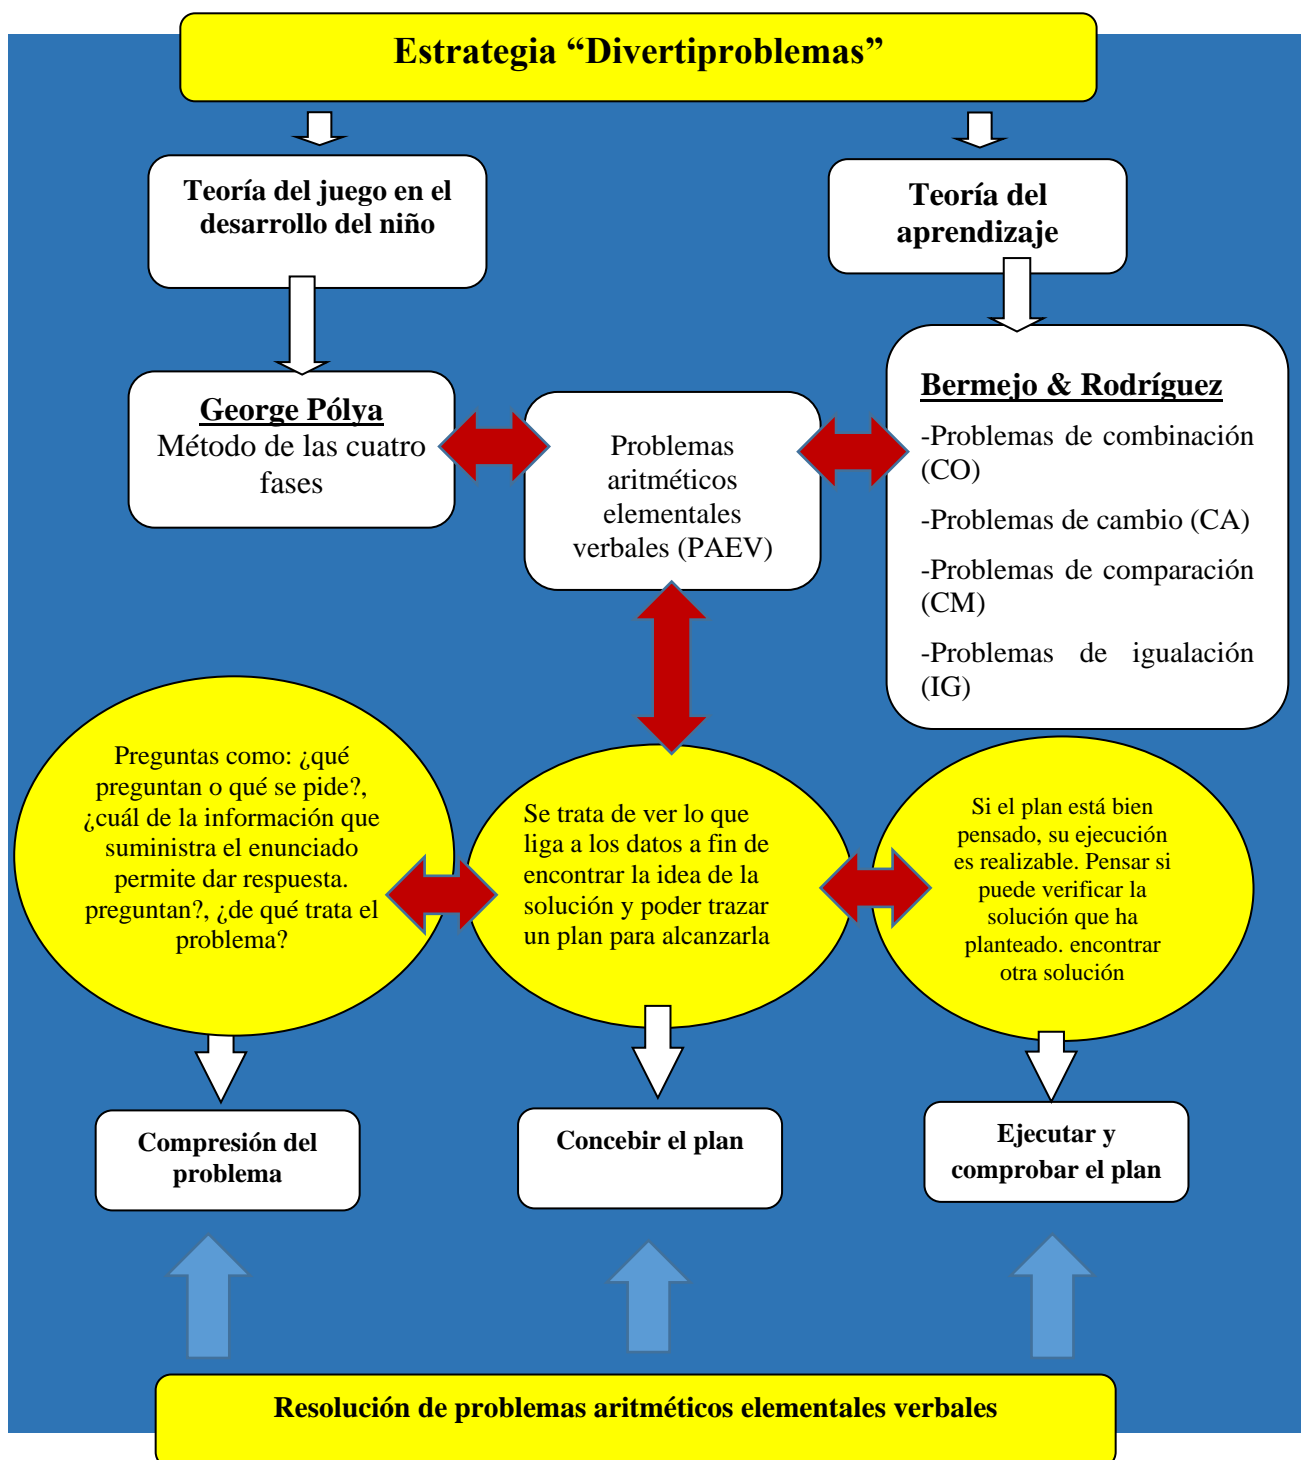 Estrategia “Divertiproblemas”
Teoría del juego en el
desarrollo del niño
Teoría del
aprendizaje
George Pólya
Método de las cuatro
fases
Problemas
aritméticos
elementales
verbales (PAEV)
Bermejo & Rodríguez
-Problemas de combinación
(CO)
-Problemas de cambio (CA)
-Problemas de comparación
(CM)
-Problemas de igualación
(IG)
Preguntas como: ¿qué
preguntan o qué se pide?,
¿cuál de la información que
suministra el enunciado
permite dar respuesta.
preguntan?, ¿de qué trata el
problema?
Se trata de ver lo que
liga a los datos a fin de
encontrar la idea de la
solución y poder trazar
un plan para alcanzarla
Si el plan está bien
pensado, su ejecución
es realizable. Pensar si
puede verificar la
solución que ha
planteado. encontrar
otra solución
Compresión del
problema
Concebir el plan
Ejecutar y
comprobar el plan
Resolución de problemas aritméticos elementales verbales